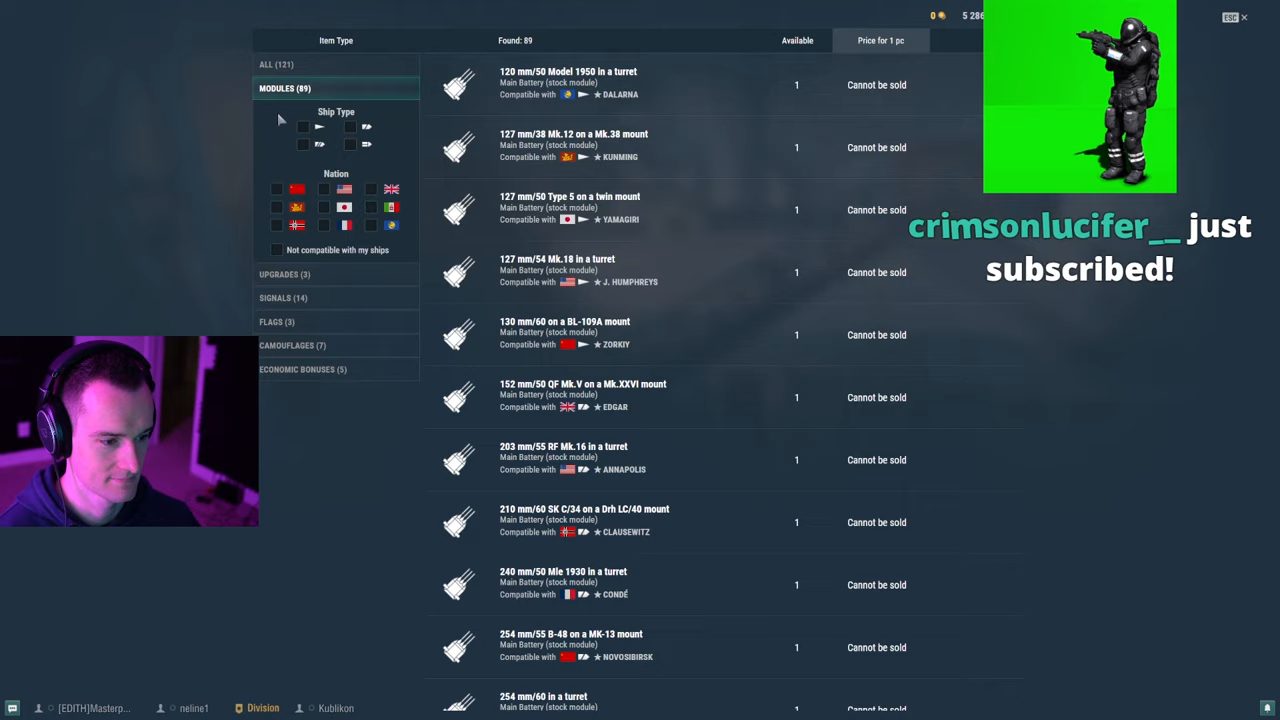 0
5 286
ESC
Item Type
Found: 89
Available
Price for 1 pc
ALL (121)
MODULES (89)
Ship Type
Nation
Not compatible with my ships
UPGRADES (3)
SIGNALS (14)
FLAGS (3)
CAMOUFLAGES (7)
ECONOMIC BONUSES (5)
120 mm/50 Model 1950 in a turret
Main Battery (stock module)
Compatible with DALARNA
1
Cannot be sold
127 mm/38 Mk.12 on a Mk.38 mount
Main Battery (stock module)
Compatible with KUNMING
1
Cannot be sold
127 mm/50 Type 5 on a twin mount
Main Battery (stock module)
Compatible with YAMAGIRI
1
Cannot be sold
127 mm/54 Mk.18 in a turret
Main Battery (stock module)
Compatible with J. HUMPHREYS
1
Cannot be sold
130 mm/60 on a BL-109A mount
Main Battery (stock module)
Compatible with ZORKIY
1
Cannot be sold
152 mm/50 QF Mk.V on a Mk.XXVI mount
Main Battery (stock module)
Compatible with EDGAR
1
Cannot be sold
203 mm/55 RF Mk.16 in a turret
Main Battery (stock module)
Compatible with ANNAPOLIS
1
Cannot be sold
210 mm/60 SK C/34 on a Drh LC/40 mount
Main Battery (stock module)
Compatible with CLAUSEWITZ
1
Cannot be sold
240 mm/50 Mle 1930 in a turret
Main Battery (stock module)
Compatible with CONDÉ
1
Cannot be sold
254 mm/55 B-48 on a MK-13 mount
Main Battery (stock module)
Compatible with NOVOSIBIRSK
1
Cannot be sold
254 mm/60 in a turret
Main Battery (stock module)
crimsonlucifer__ just
subscribed!
[EDITH]Masterp...
neline1
Division
Kublikon